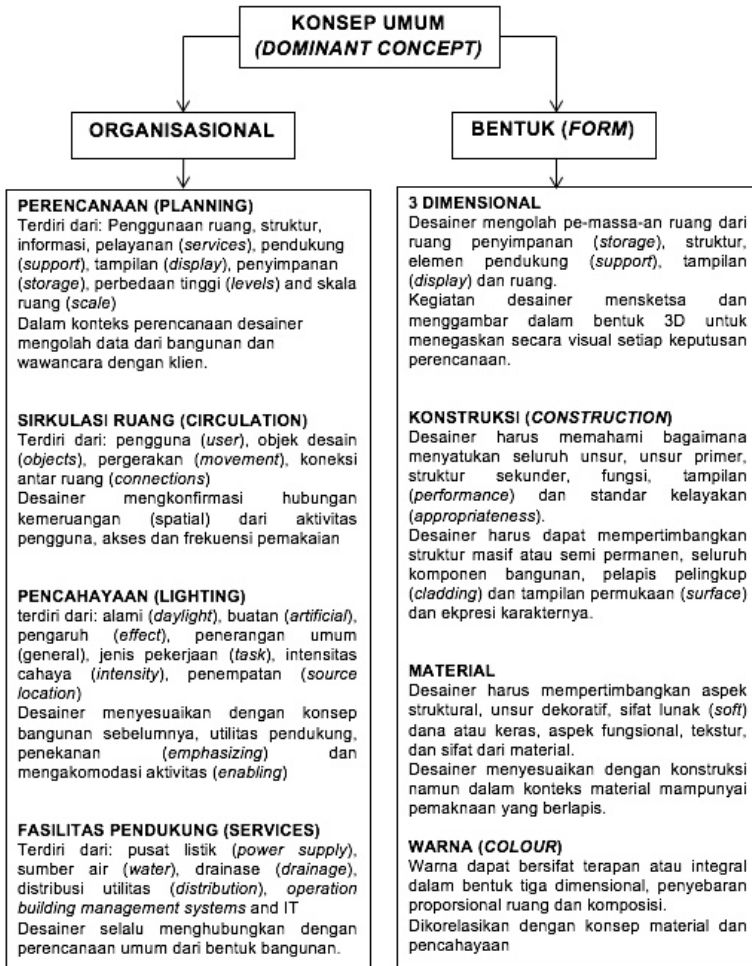 KONSEP UMUM
(DOMINANT CONCEPT)
ORGANISASIONAL
BENTUK (FORM)
PERENCANAAN (PLANNING)
Terdiri dari: Penggunaan ruang, struktur,
informasi, pelayanan (services), pendukung
(support), tampilan (display), penyimpanan
(storage), perbedaan tinggi (levels) and skala
ruang (scale)
Dalam konteks perencanaan desainer
mengolah data dari bangunan dan
wawancara dengan klien.
SIRKULASI RUANG (CIRCULATION)
Terdiri dari: pengguna (user), objek desain
(objects), pergerakan (movement), koneksi
antar ruang (connections)
Desainer mengkonfirmasi hubungan
kemeruangan (spatial) dari aktivitas
pengguna, akses dan frekuensi pemakaian
PENCAHAYAAN (LIGHTING)
terdiri dari: alami (daylight), buatan (artificial),
pengaruh (effect), penerangan umum
(general), jenis pekerjaan (task), intensitas
cahaya (intensity), penempatan (source
location)
Desainer menyesuaikan dengan konsep
bangunan sebelumnya, utilitas pendukung,
penekanan (emphasizing) dan
mengakomodasi aktivitas (enabling)
FASILITAS PENDUKUNG (SERVICES)
Terdiri dari: pusat listik (power supply),
sumber air (water), drainase (drainage),
distribusi utilitas (distribution), operation
building management systems and IT
Desainer selalu menghubungkan dengan
perencanaan umum dari bentuk bangunan.
3 DIMENSIONAL
Desainer mengolah pe-massa-an ruang dari
ruang penyimpanan (storage), struktur,
elemen pendukung (support), tampilan
(display) dan ruang.
Kegiatan desainer mensketsa dan
menggambar dalam bentuk 3D untuk
menegaskan secara visual setiap keputusan
perencanaan.
KONSTRUKSI (CONSTRUCTION)
Desainer harus memahami bagaimana
menyatukan seluruh unsur, unsur primer,
struktur sekunder, fungsi, tampilan
(performance) dan standar kelayakan
(appropriateness).
Desainer harus dapat mempertimbangkan
struktur masif atau semi permanen, seluruh
komponen bangunan, pelapis pelingkup
(cladding) dan tampilan permukaan (surface)
dan ekpresi karakternya.
MATERIAL
Desainer harus mempertimbangkan aspek
struktural, unsur dekoratif, sifat lunak (soft)
dana atau keras, aspek fungsional, tekstur,
dan sifat dari material.
Desainer menyesuaikan dengan konstruksi
namun dalam konteks material mampunyai
pemaknaan yang berlapis.
WARNA (COLOUR)
Warna dapat bersifat terapan atau integral
dalam bentuk tiga dimensional, penyebaran
proporsional ruang dan komposisi.
Dikorelasikan dengan konsep material dan
pencahayaan